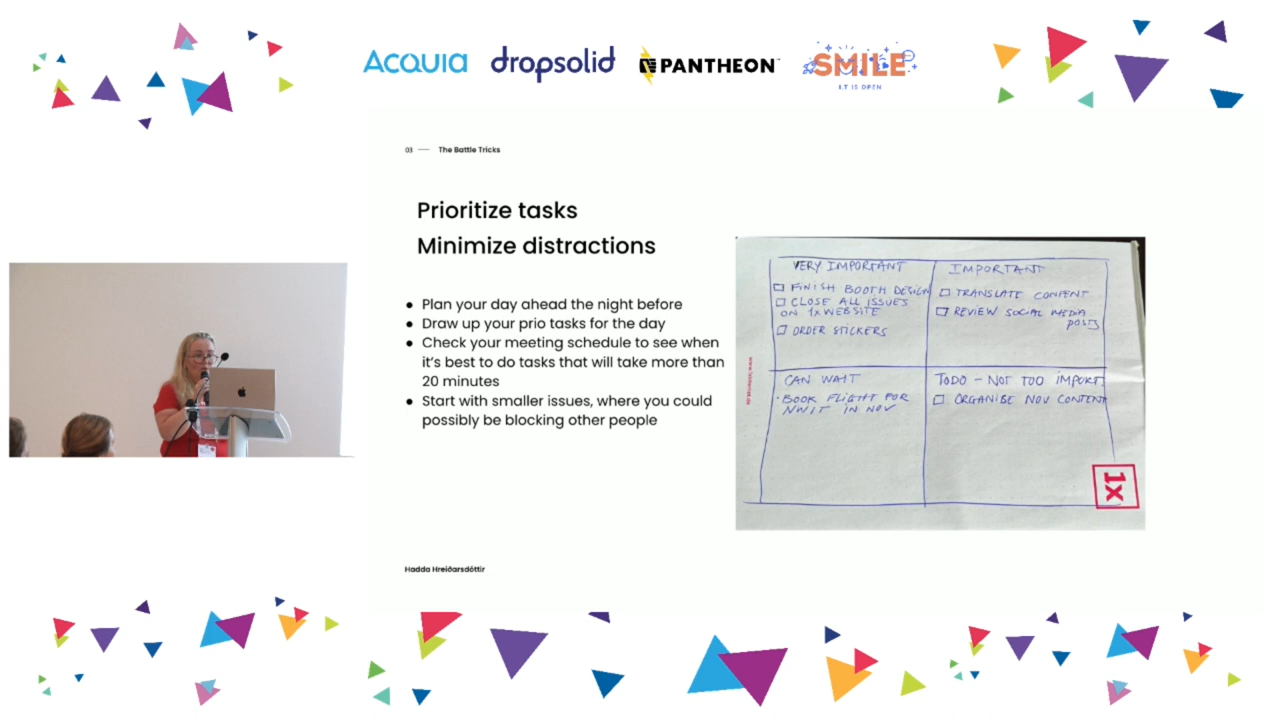 ACQUIA dropsolid PANTHEON SMILE
I.T IS OPEN
03 — The Battle Tricks
Prioritize tasks
Minimize distractions
● Plan your day ahead the night before
● Draw up your prio tasks for the day
● Check your meeting schedule to see when
it's best to do tasks that will take more than
20 minutes
● Start with smaller issues, where you could
possibly be blocking other people
VERY IMPORTANT
☐ FINISH BOOTH DESIGN
☐ CLOSE ALL ISSUES
ON 1X WEBSITE
☐ ORDER STICKERS
IMPORTANT
☐ TRANSLATE CONTENT
☐ REVIEW SOCIAL MEDIA
POSTS
CAN WAIT
· BOOK FLIGHT FOR
NWIT IN NOV
TODO - NOT TOO IMPORT
☐ ORGANISE NOV CONTENT
1X
Hadda Hreiðarsdóttir